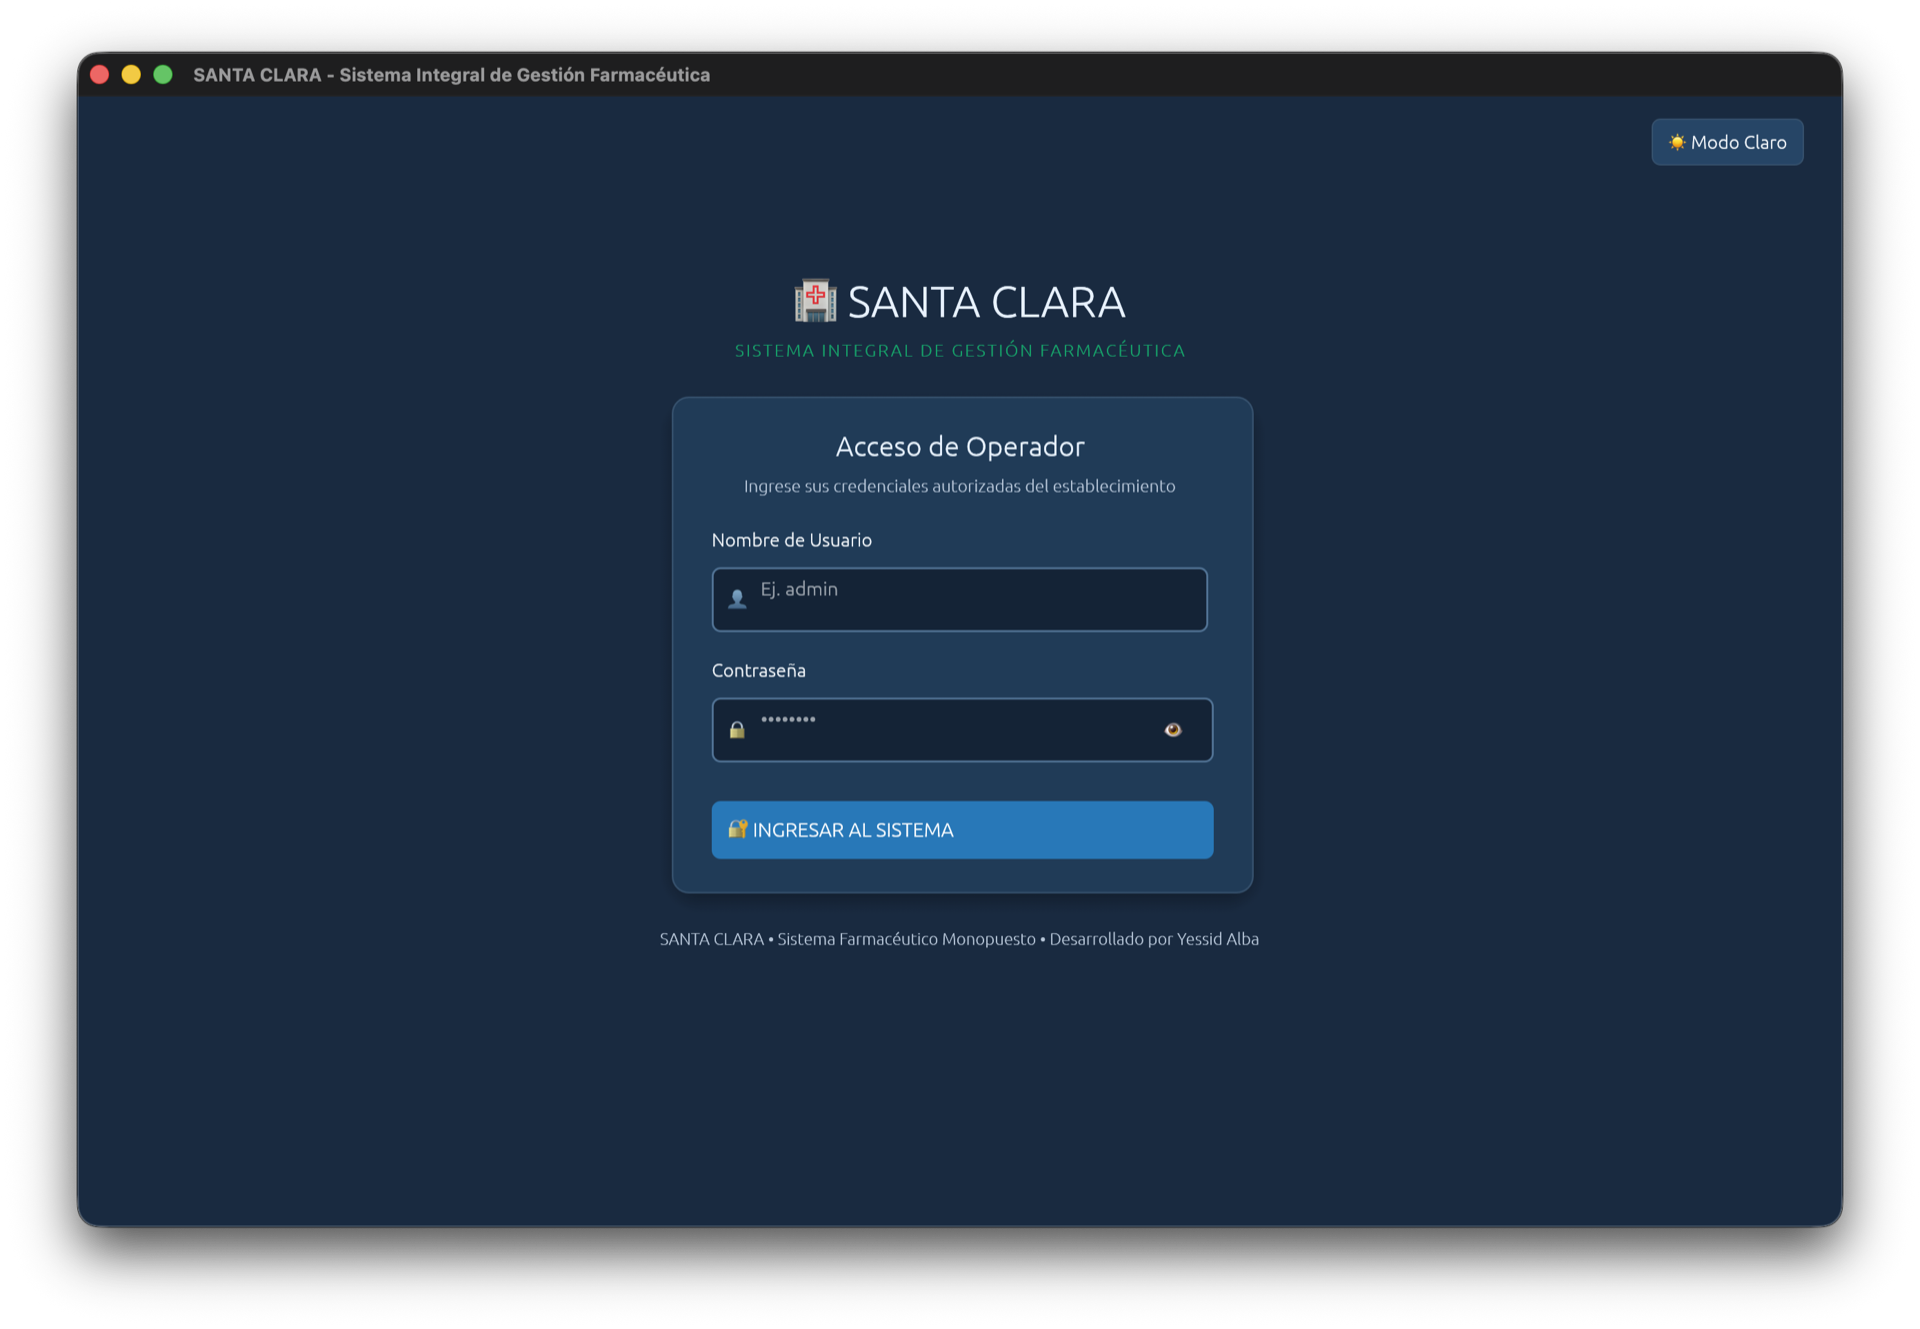 SANTA CLARA - Sistema Integral de Gestión Farmacéutica
Modo Claro
SANTA CLARA
SISTEMA INTEGRAL DE GESTIÓN FARMACÉUTICA
Acceso de Operador
Ingrese sus credenciales autorizadas del establecimiento
Nombre de Usuario
Ej. admin
Contraseña
••••••••
INGRESAR AL SISTEMA
SANTA CLARA • Sistema Farmacéutico Monopuesto • Desarrollado por Yessid Alba